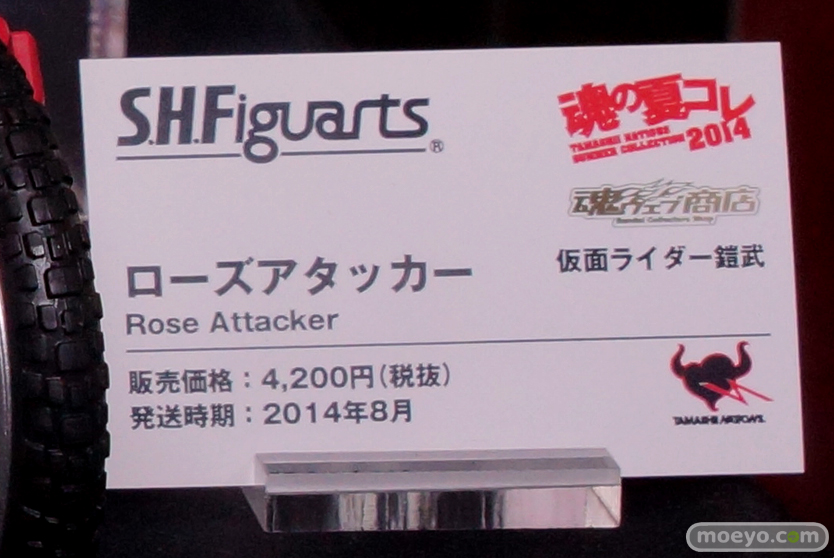 S.H.Figuarts®
魂の夏コレ
TAMASHII NATIONS
SUMMER COLLECTION 2014
魂ウェブ商店
Bandai Collectors Shop
仮面ライダー鎧武
ローズアタッカー
Rose Attacker
販売価格：4,200円（税抜）
発送時期：2014年8月
TAMASHII NATIONS
moeyo.com